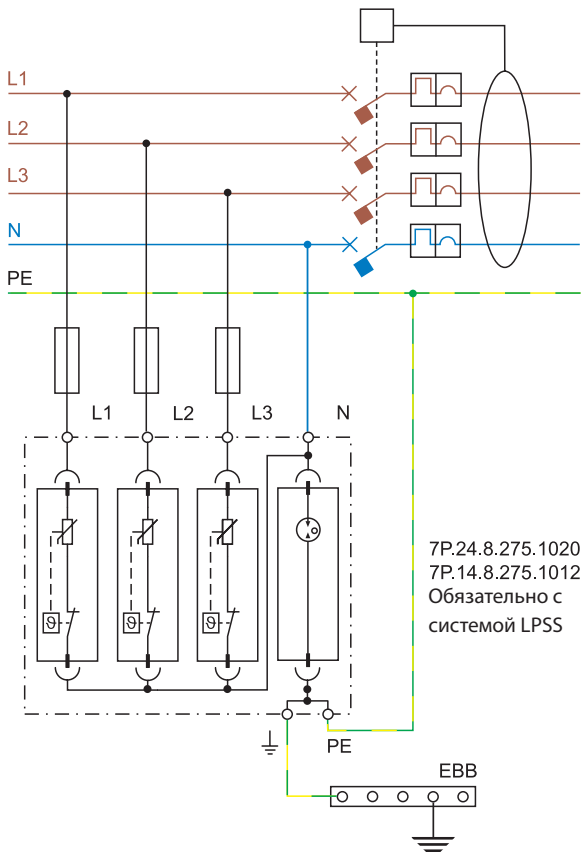 L1
L2
L3
N
PE
L1 L2 L3 N
ϑ ϑ ϑ
7P.24.8.275.1020
7P.14.8.275.1012
Обязательно с
системой LPSS
PE
EBB